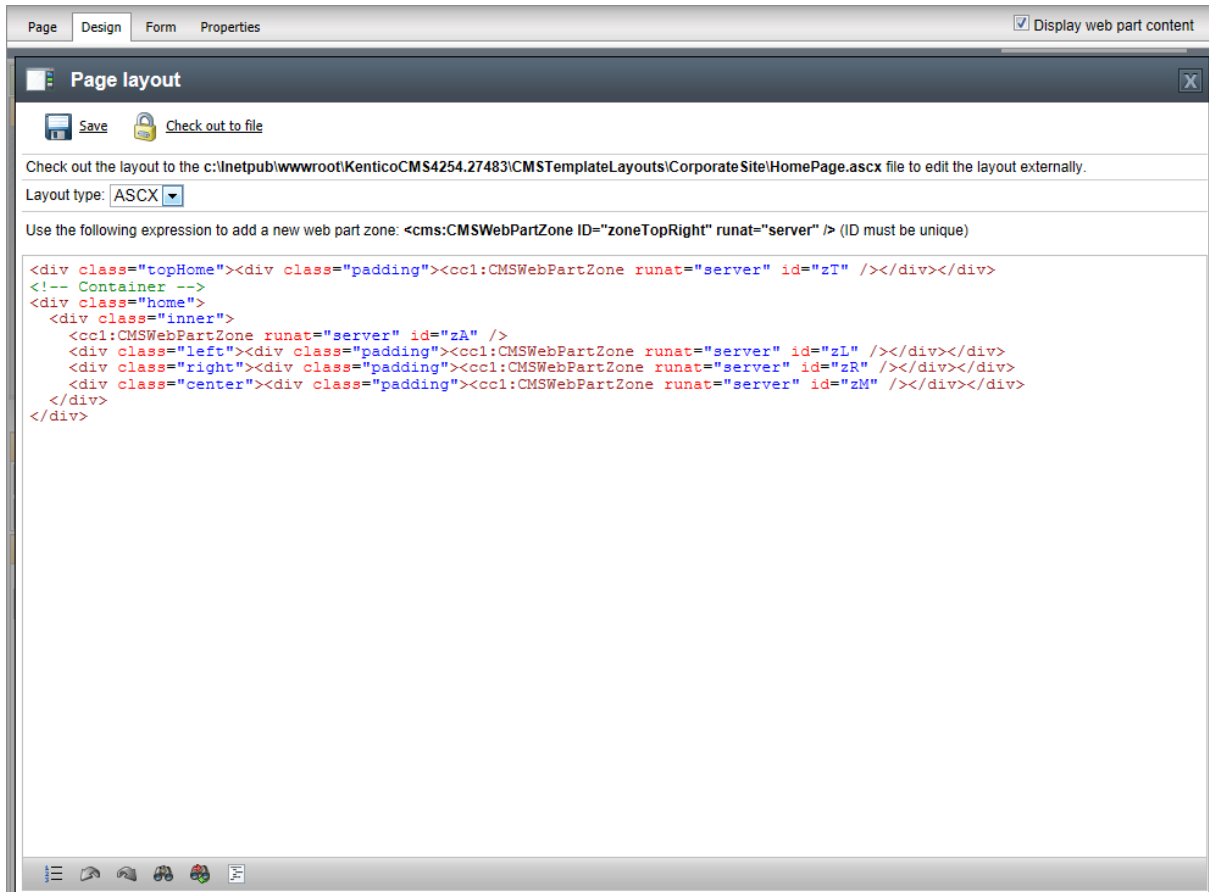 Page Design Form Properties Display web part content
Page layout X
Save Check out to file
Check out the layout to the c:\Inetpub\wwwroot\KenticoCMS4254.27483\CMSTemplateLayouts\CorporateSite\HomePage.ascx file to edit the layout externally.
Layout type: ASCX
Use the following expression to add a new web part zone: <cms:CMSWebPartZone ID="zoneTopRight" runat="server" /> (ID must be unique)
<div class="topHome"><div class="padding"><cc1:CMSWebPartZone runat="server" id="zT" /></div></div>
<!-- Container -->
<div class="home">
  <div class="inner">
    <cc1:CMSWebPartZone runat="server" id="zA" />
    <div class="left"><div class="padding"><cc1:CMSWebPartZone runat="server" id="zL" /></div></div>
    <div class="right"><div class="padding"><cc1:CMSWebPartZone runat="server" id="zR" /></div></div>
    <div class="center"><div class="padding"><cc1:CMSWebPartZone runat="server" id="zM" /></div></div>
  </div>
</div>